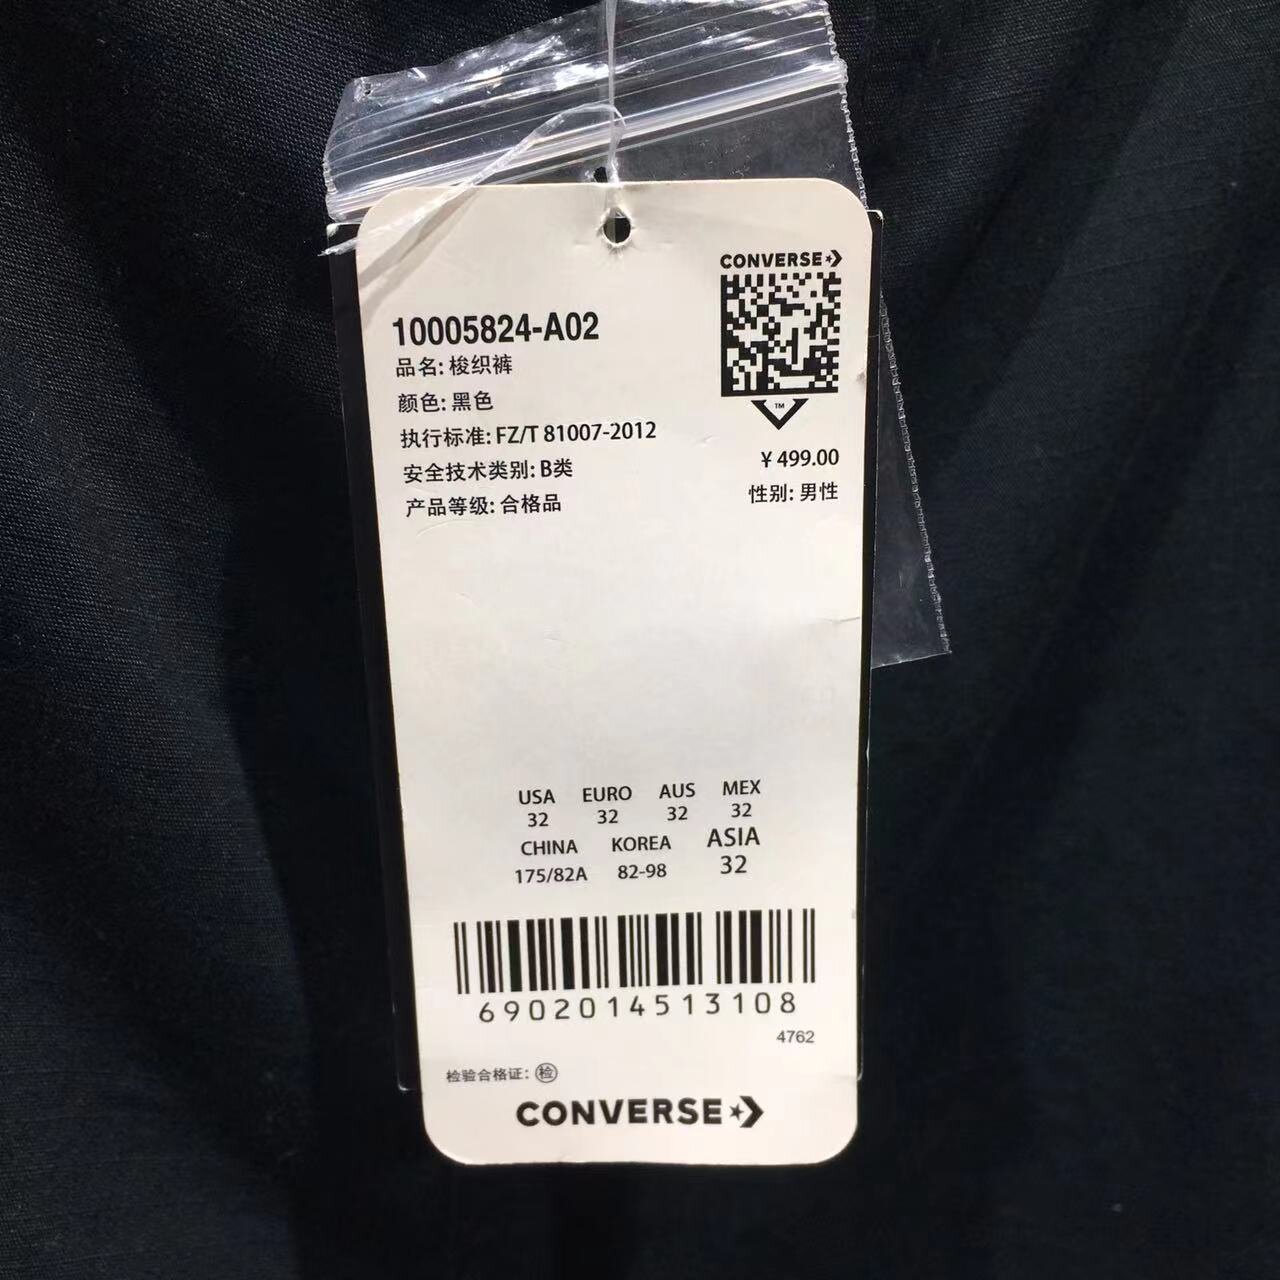 CONVERSE
10005824-A02
品名: 梭织裤
颜色: 黑色
执行标准: FZ/T 81007-2012
安全技术类别: B类
产品等级: 合格品
TM
¥ 499.00
性别: 男性
USA EURO AUS MEX
32 32 32 32
CHINA KOREA ASIA
175/82A 82-98 32
6902014513108
4762
检验合格证: 检
CONVERSE